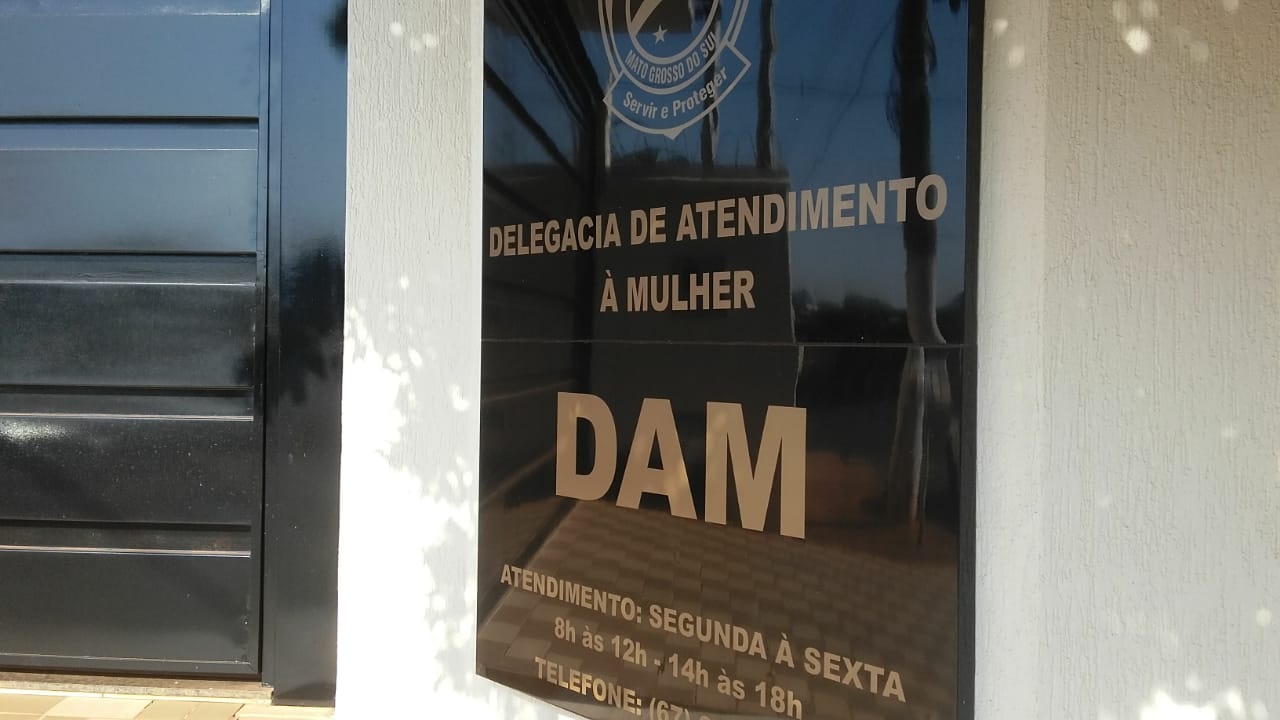 MATO GROSSO DO SUL
Servir e Proteger
DELEGACIA DE ATENDIMENTO
À MULHER
DAM
ATENDIMENTO: SEGUNDA À SEXTA
8h às 12h - 14h às 18h
TELEFONE: (67)